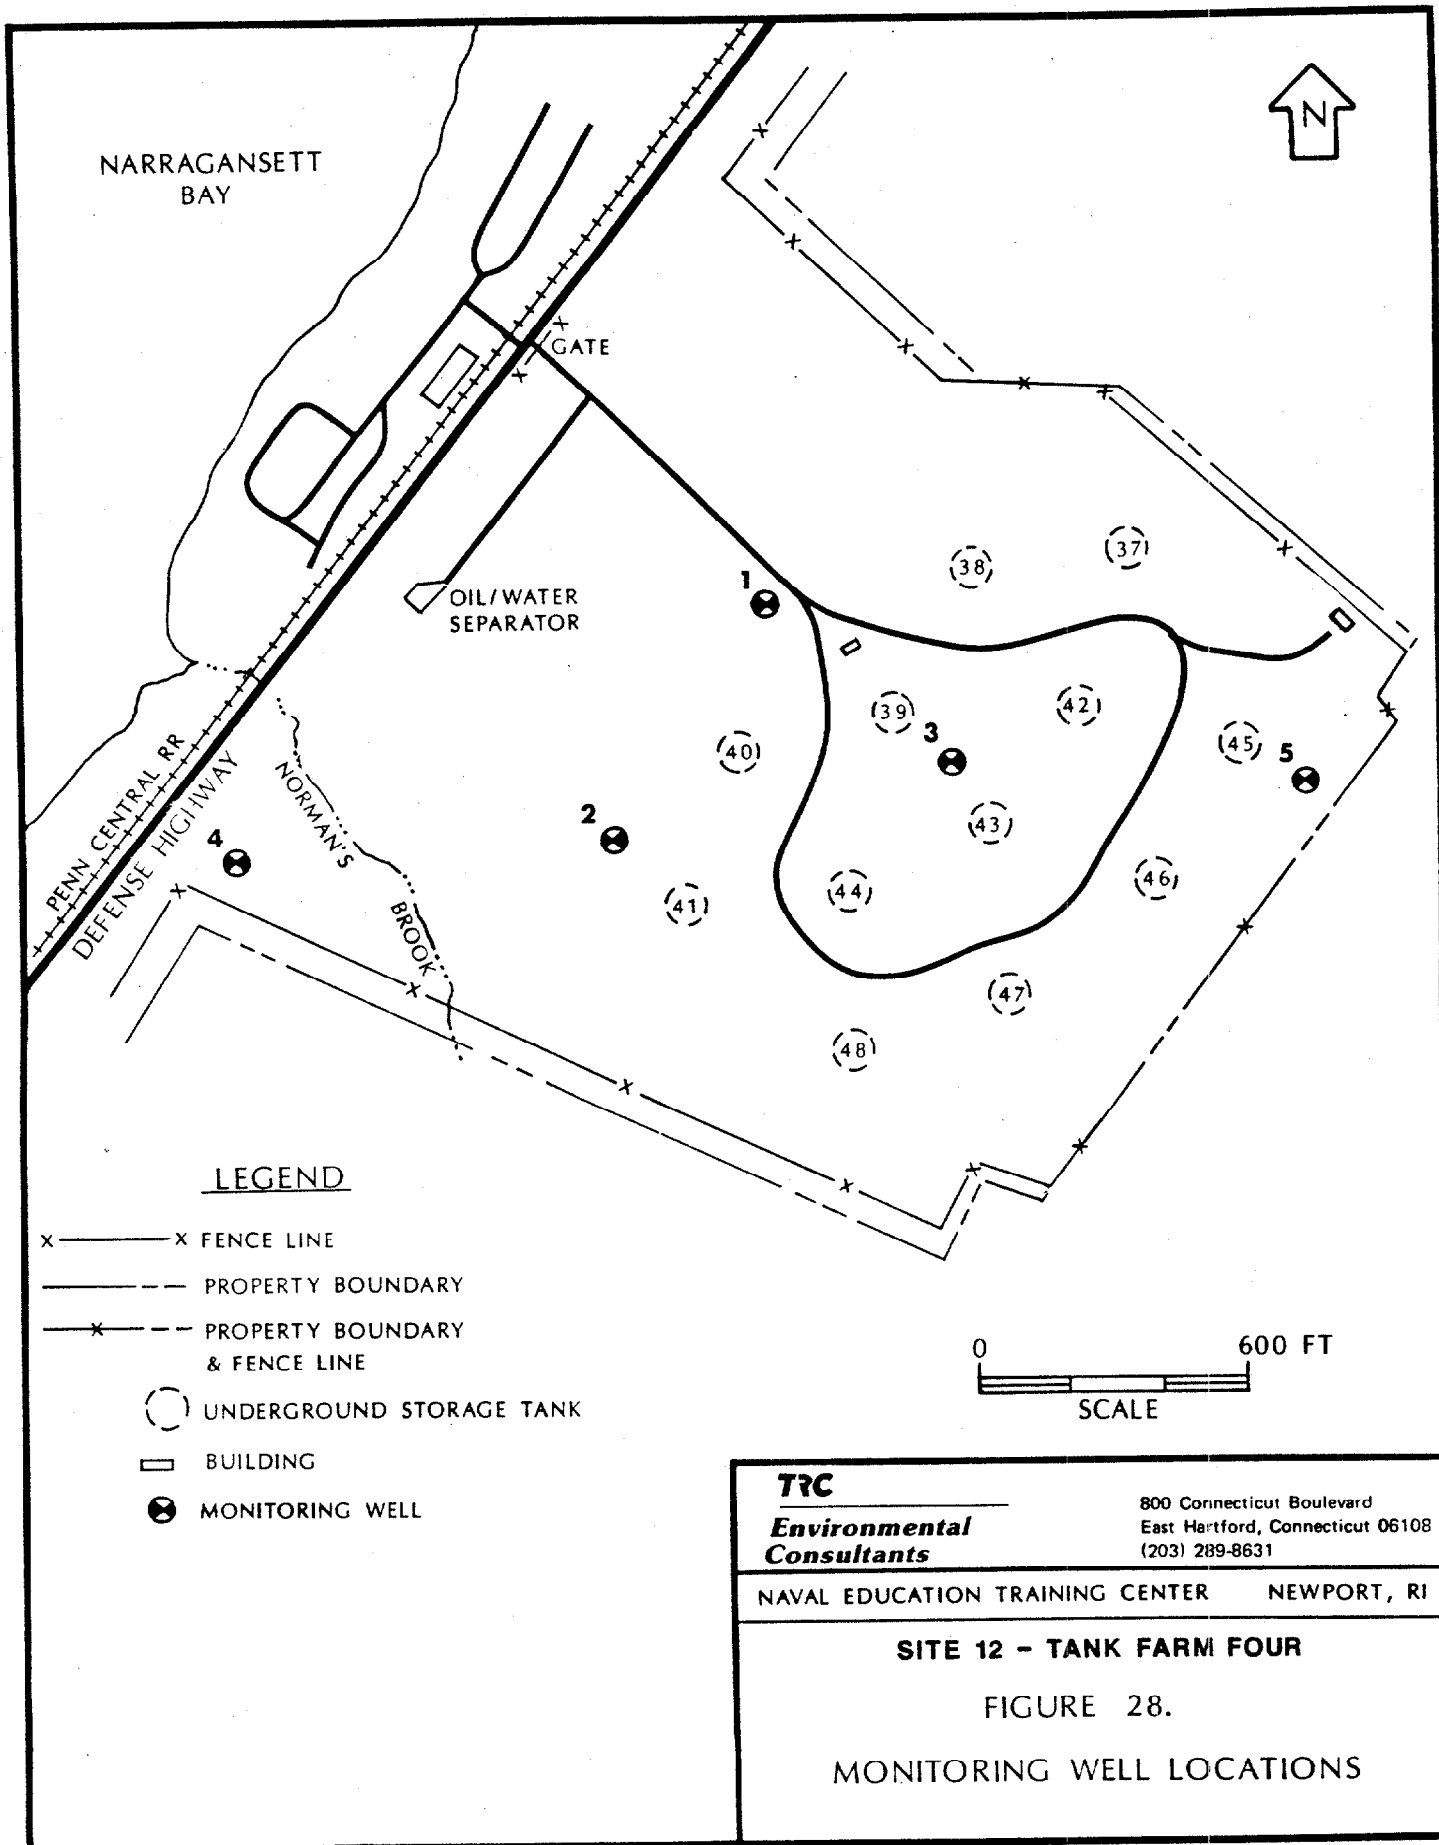 N
NARRAGANSETT
BAY
GATE
OIL/WATER
SEPARATOR
1
38
37
39
42
3
40
45
5
2
43
44
46
41
47
48
4
PENN CENTRAL RR
DEFENSE HIGHWAY
NORMAN'S
BROOK
LEGEND
x x FENCE LINE
PROPERTY BOUNDARY
x PROPERTY BOUNDARY
& FENCE LINE
UNDERGROUND STORAGE TANK
BUILDING
MONITORING WELL
0 600 FT
SCALE
TRC
Environmental
Consultants
800 Connecticut Boulevard
East Hartford, Connecticut 06108
(203) 289-8631
NAVAL EDUCATION TRAINING CENTER NEWPORT, RI
SITE 12 - TANK FARM FOUR
FIGURE 28.
MONITORING WELL LOCATIONS